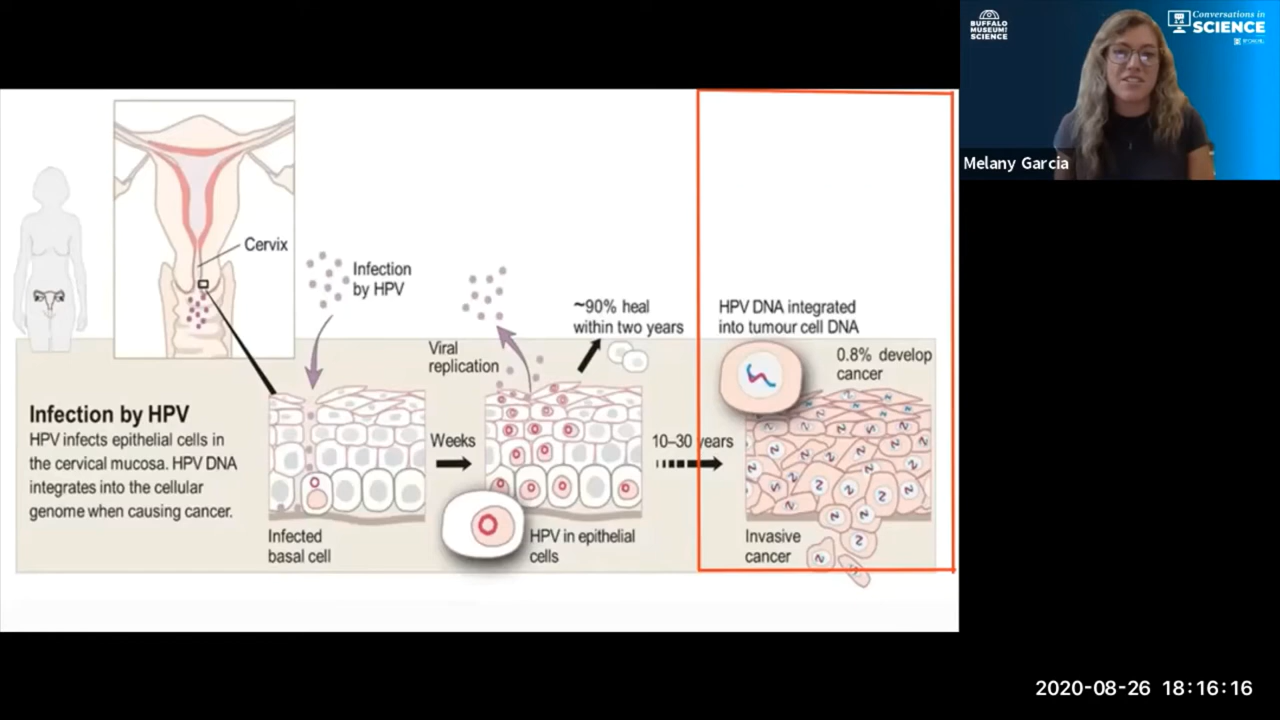 BUFFALO
MUSEUM OF
SCIENCE
Conversations in
SCIENCE
Melany Garcia
Cervix
Infection
by HPV
~90% heal
within two years
HPV DNA integrated
into tumour cell DNA
Viral
replication
0.8% develop
cancer
Infection by HPV
HPV infects epithelial cells in
the cervical mucosa. HPV DNA
integrates into the cellular
genome when causing cancer.
Weeks
10–30 years
Infected
basal cell
HPV in epithelial
cells
Invasive
cancer
2020-08-26 18:16:16